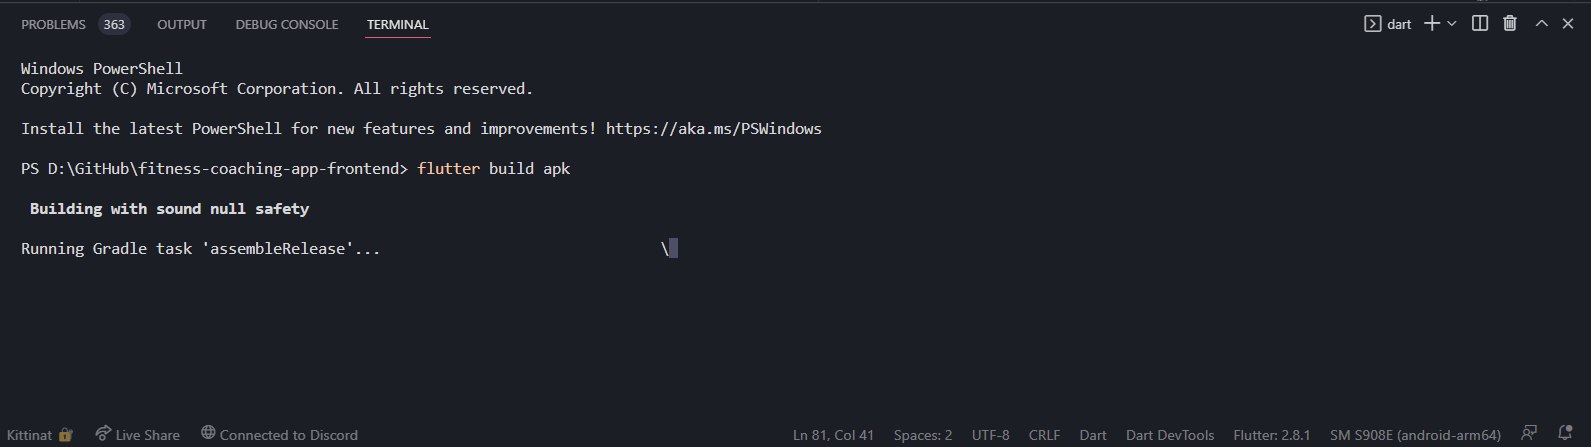 PROBLEMS 363 OUTPUT DEBUG CONSOLE TERMINAL dart
Windows PowerShell
Copyright (C) Microsoft Corporation. All rights reserved.
Install the latest PowerShell for new features and improvements! https://aka.ms/PSWindows
PS D:\GitHub\fitness-coaching-app-frontend> flutter build apk
Building with sound null safety
Running Gradle task 'assembleRelease'... \
Kittinat Live Share Connected to Discord Ln 81, Col 41 Spaces: 2 UTF-8 CRLF Dart Dart DevTools Flutter: 2.8.1 SM S908E (android-arm64)